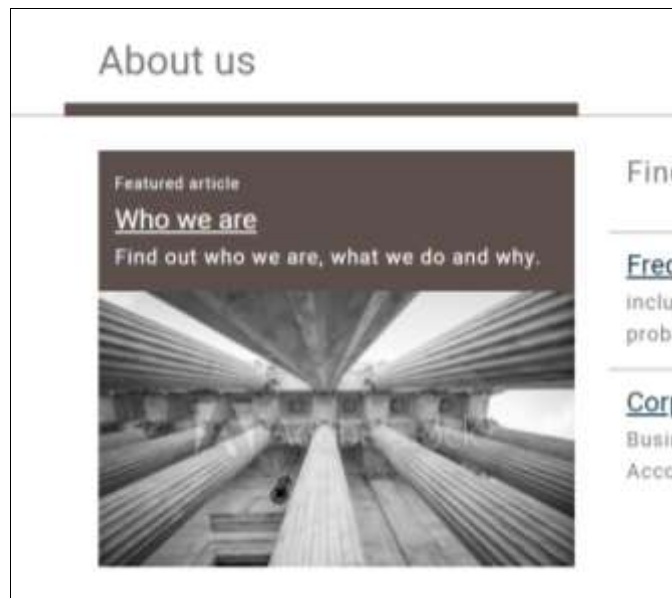 About us
Featured article
Who we are
Find out who we are, what we do and why.